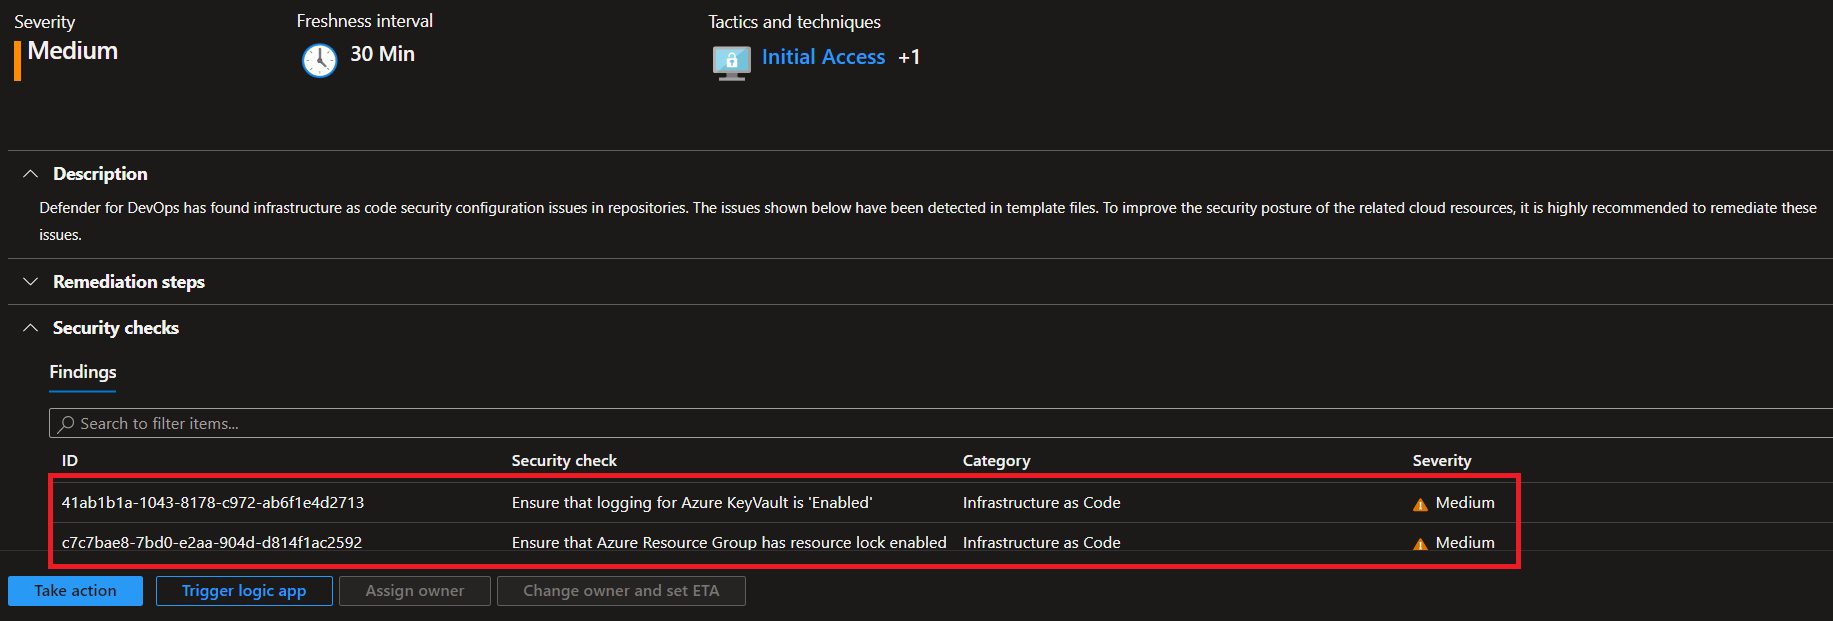 Severity
Medium
Freshness interval
30 Min
Tactics and techniques
Initial Access +1
Description
Defender for DevOps has found infrastructure as code security configuration issues in repositories. The issues shown below have been detected in template files. To improve the security posture of the related cloud resources, it is highly recommended to remediate these
issues.
Remediation steps
Security checks
Findings
Search to filter items...
ID Security check Category Severity
41ab1b1a-1043-8178-c972-ab6f1e4d2713 Ensure that logging for Azure KeyVault is 'Enabled' Infrastructure as Code Medium
c7c7bae8-7bd0-e2aa-904d-d814f1ac2592 Ensure that Azure Resource Group has resource lock enabled Infrastructure as Code Medium
Take action Trigger logic app Assign owner Change owner and set ETA